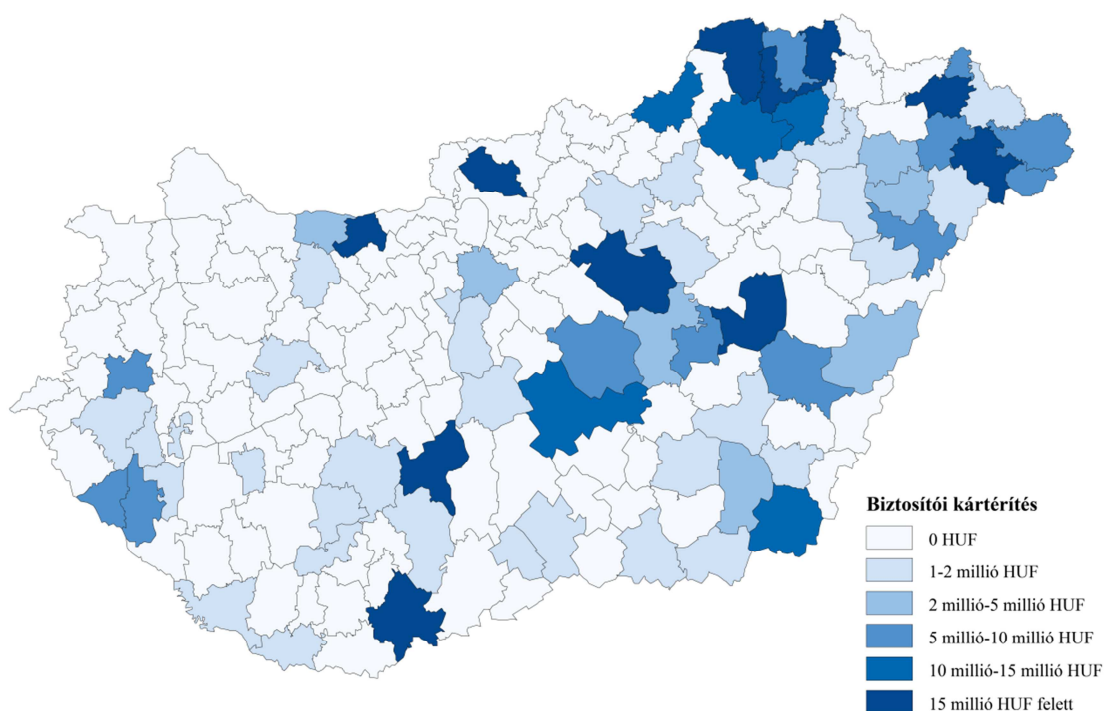 Biztosítói kártérítés
0 HUF
1-2 millió HUF
2 millió-5 millió HUF
5 millió-10 millió HUF
10 millió-15 millió HUF
15 millió HUF felett